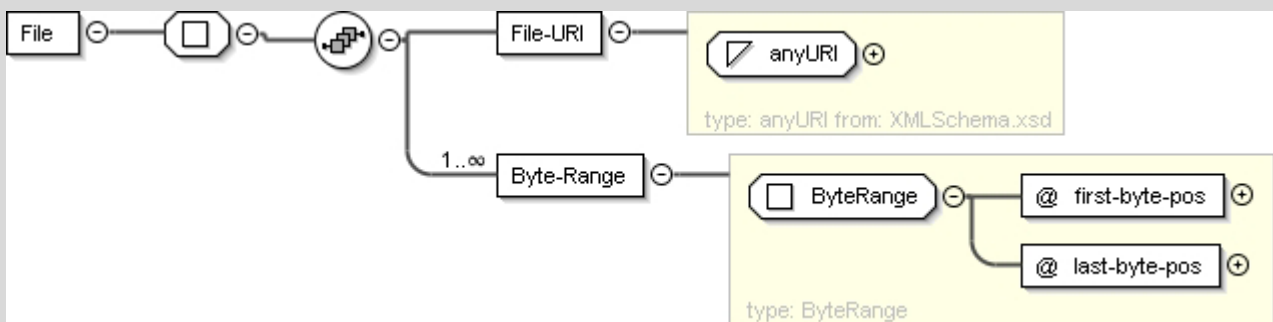 File
File-URI
anyURI
type: anyURI from: XMLSchema.xsd
1..∞
Byte-Range
ByteRange
@ first-byte-pos
@ last-byte-pos
type: ByteRange